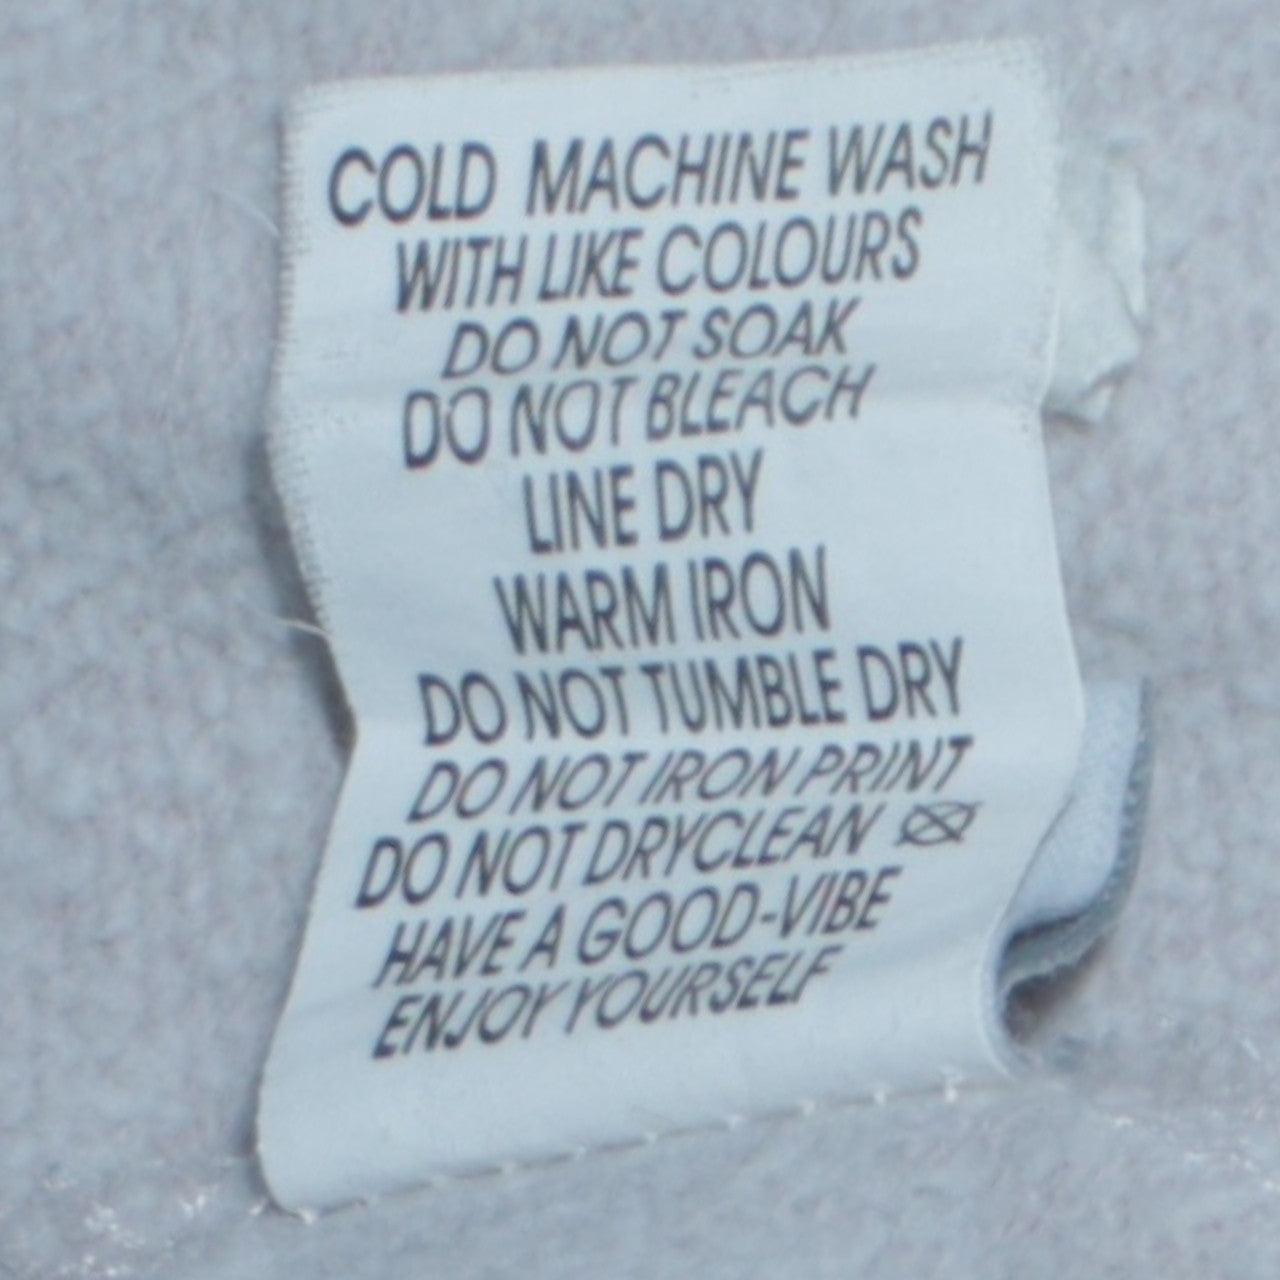 COLD MACHINE WASH
WITH LIKE COLOURS
DO NOT SOAK
DO NOT BLEACH
LINE DRY
WARM IRON
DO NOT TUMBLE DRY
DO NOT IRON PRINT
DO NOT DRYCLEAN
HAVE A GOOD-VIBE
ENJOY YOURSELF